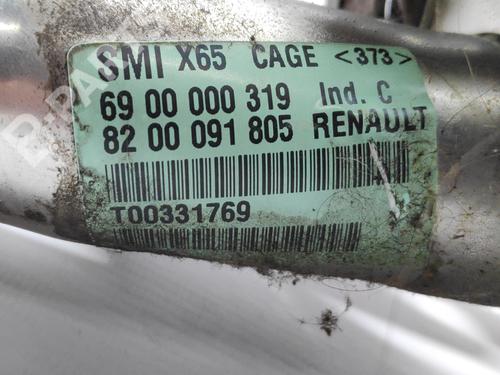 SMI X65 CAGE <373>
69 00 000 319 Ind. C
82 00 091 805 RENAULT
T00331769